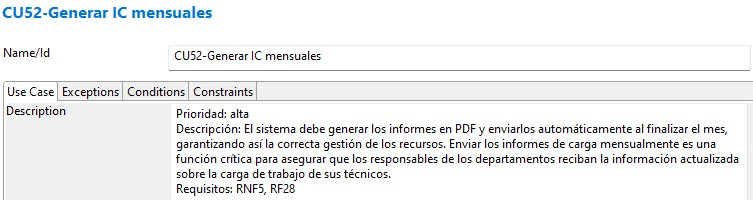 CU52-Generar IC mensuales
Name/Id CU52-Generar IC mensuales
Use Case Exceptions Conditions Constraints
Description Prioridad: alta
Descripción: El sistema debe generar los informes en PDF y enviarlos automáticamente al finalizar el mes,
garantizando así la correcta gestión de los recursos. Enviar los informes de carga mensualmente es una
función crítica para asegurar que los responsables de los departamentos reciban la información actualizada
sobre la carga de trabajo de sus técnicos.
Requisitos: RNF5, RF28